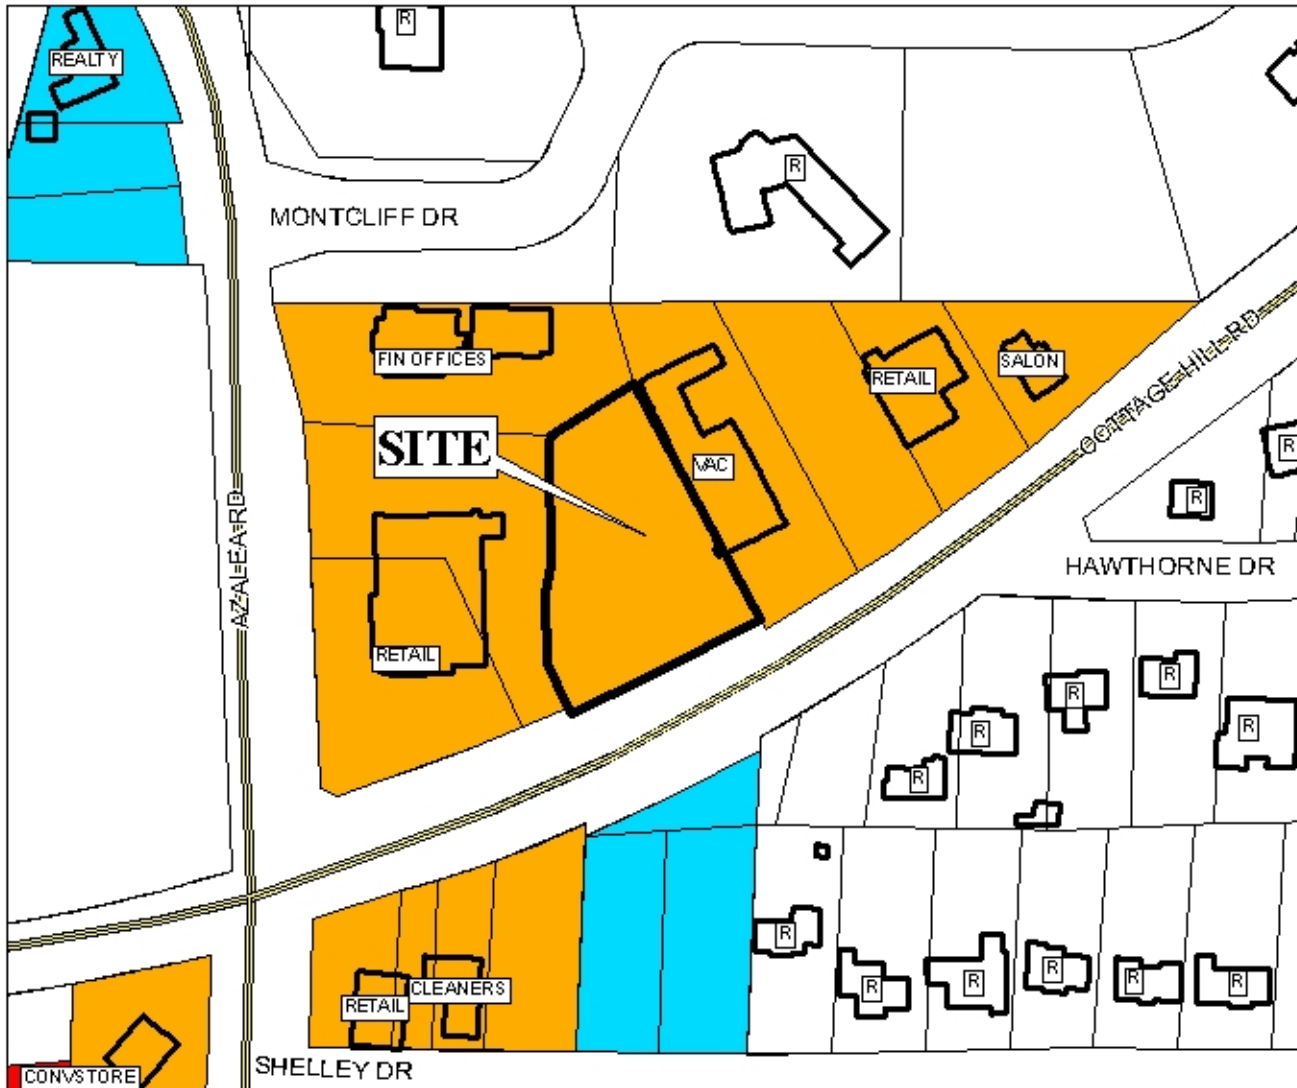 R
REALTY
R
MONTCLIFF DR
FIN OFFICES
SALON
RETAIL
COTTAGE HILL RD
SITE
VAC
R
R
AZALEA RD
HAWTHORNE DR
RETAIL
R
R
R
R
R
R
R
R
R
R
R
CLEANERS
RETAIL
SHELLEY DR
CONVSTORE